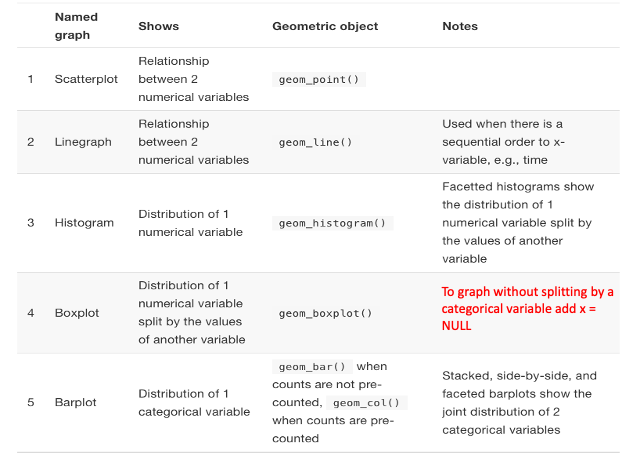 Named graph Shows Geometric object Notes
1 Scatterplot Relationship between 2 numerical variables geom_point()
2 Linegraph Relationship between 2 numerical variables geom_line() Used when there is a sequential order to x-variable, e.g., time
3 Histogram Distribution of 1 numerical variable geom_histogram() Facetted histograms show the distribution of 1 numerical variable split by the values of another variable
4 Boxplot Distribution of 1 numerical variable split by the values of another variable geom_boxplot() To graph without splitting by a categorical variable add x = NULL
5 Barplot Distribution of 1 categorical variable geom_bar() when counts are not pre-counted, geom_col() when counts are pre-counted Stacked, side-by-side, and faceted barplots show the joint distribution of 2 categorical variables